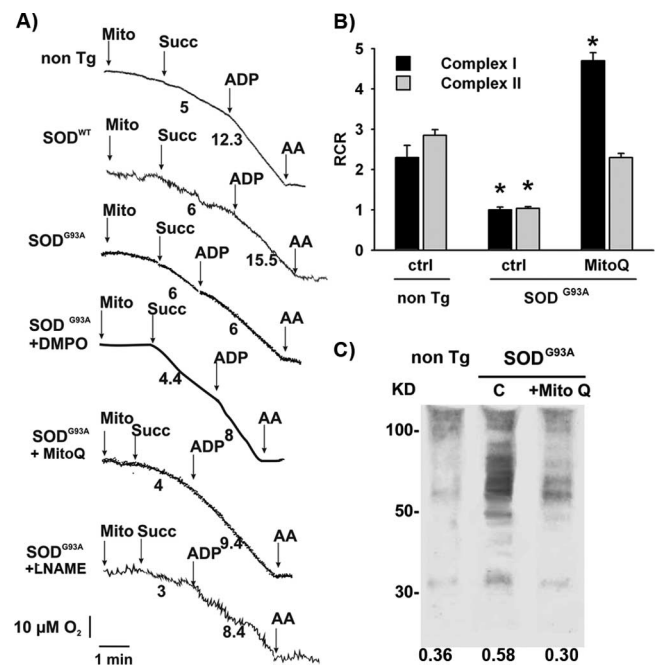 A)
Mito
Succ
non Tg
ADP
5
12.3
AA
Mito
Succ
SOD^WT
ADP
6
15.5
AA
Mito
Succ
SOD^G93A
6
6
AA
SOD^G93A
+DMPO
Mito
Succ
ADP
4.4
8
AA
SOD^G93A
+ MitoQ
Mito
Succ
ADP
4
9.4
AA
SOD^G93A
+LNAME
Mito Succ
ADP
3
8.4
AA
10 µM O₂
1 min
B)
Complex I
Complex II
RCR
6
5
4
3
2
1
0
*
* *
ctrl
ctrl
MitoQ
non Tg
SOD^G93A
C)
non Tg
SOD^G93A
KD
C
+Mito Q
100-
50-
30-
0.36 0.58 0.30